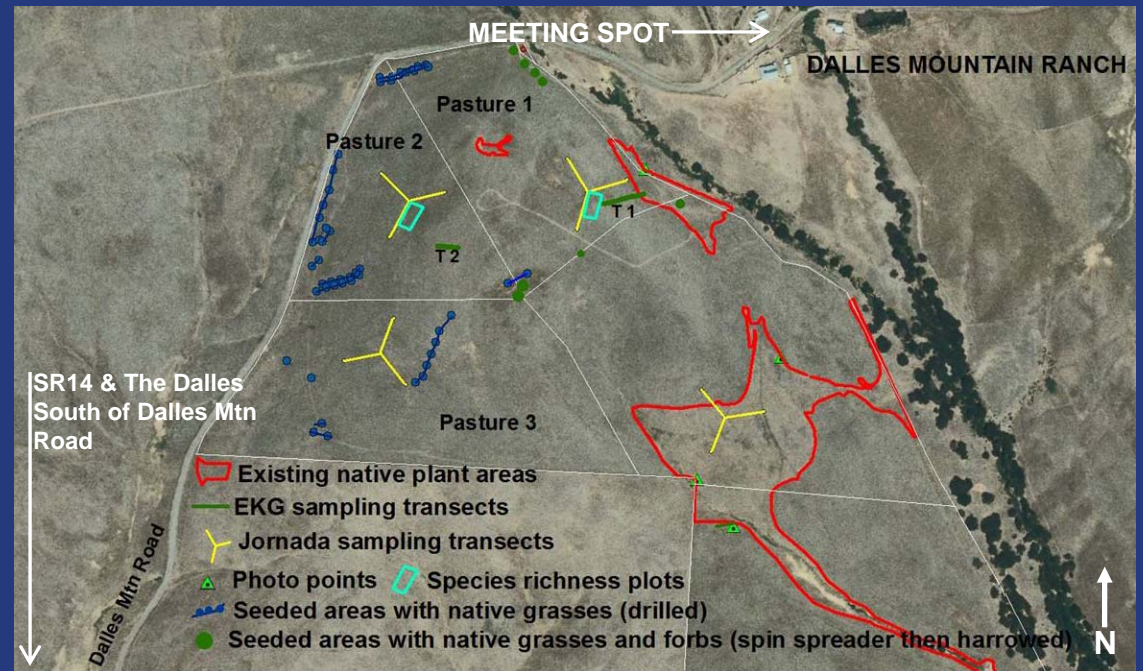 MEETING SPOT
DALLES MOUNTAIN RANCH
Pasture 1
Pasture 2
T 1
T 2
SR14 & The Dalles
South of Dalles Mtn
Road
Pasture 3
Existing native plant areas
EKG sampling transects
Jornada sampling transects
Photo points
Species richness plots
Seeded areas with native grasses (drilled)
Seeded areas with native grasses and forbs (spin spreader then harrowed)
Dalles Mtn Road
N